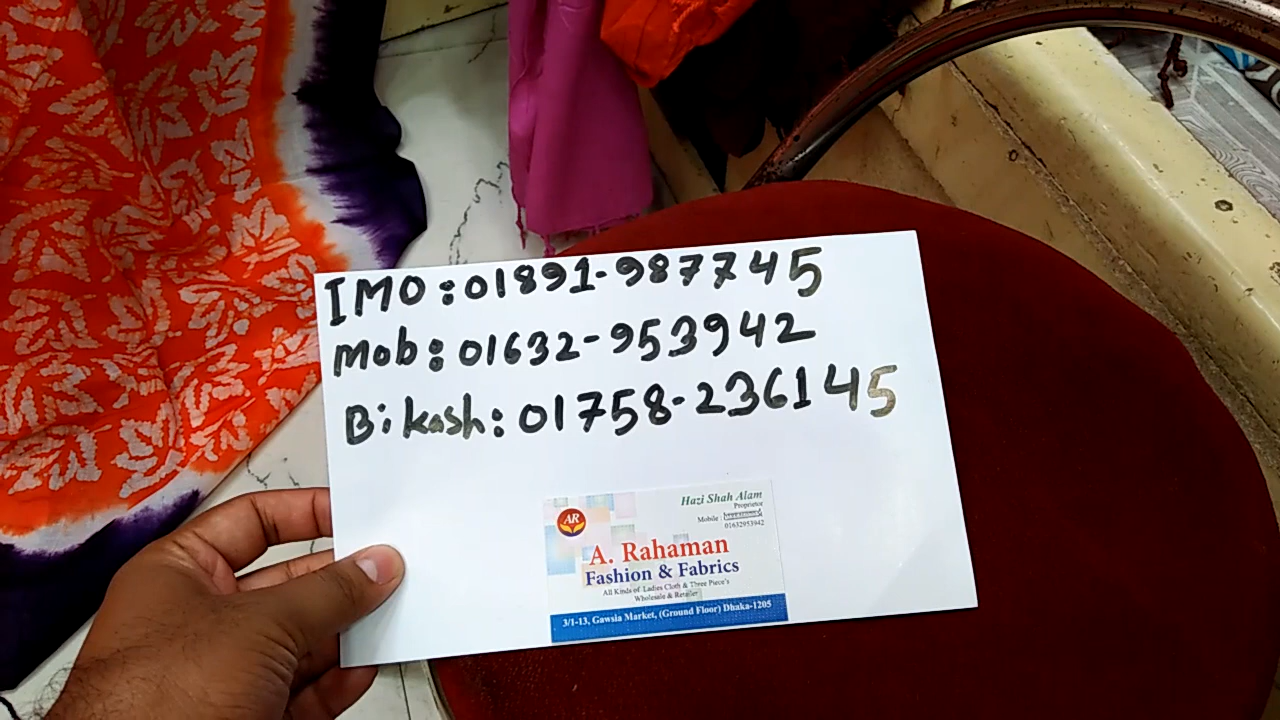 IMO:01891-987745
Mob:01632-953942
Bikash:01758-236145
AR
Hazi Shah Alam
Proprietor
Mobile :
01632953942
A. Rahaman
Fashion & Fabrics
All Kinds of Ladies Cloth & Three Piece's
Wholesale & Retailer
3/1-13, Gawsia Market, (Ground Floor) Dhaka-1205